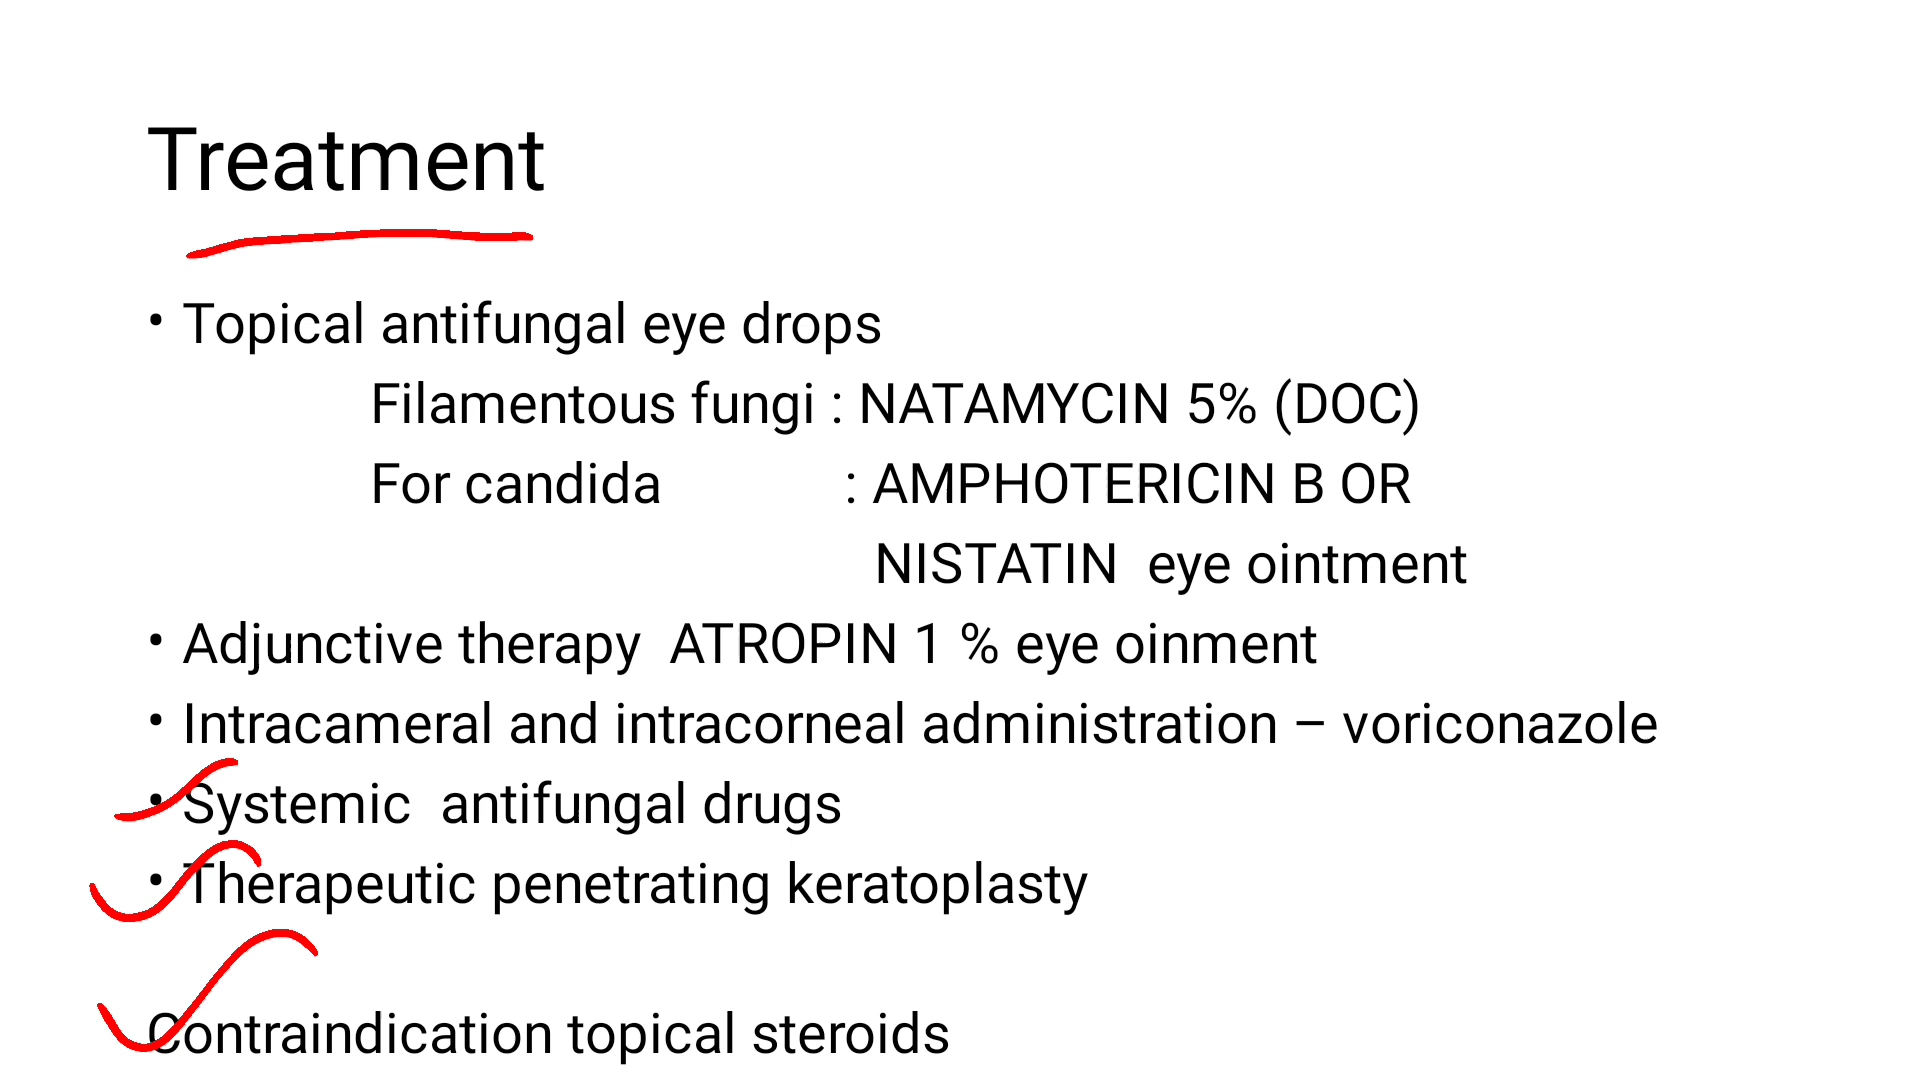 Treatment
• Topical antifungal eye drops
Filamentous fungi : NATAMYCIN 5% (DOC)
For candida : AMPHOTERICIN B OR
NISTATIN eye ointment
• Adjunctive therapy ATROPIN 1 % eye oinment
• Intracameral and intracorneal administration – voriconazole
• Systemic antifungal drugs
• Therapeutic penetrating keratoplasty
Contraindication topical steroids